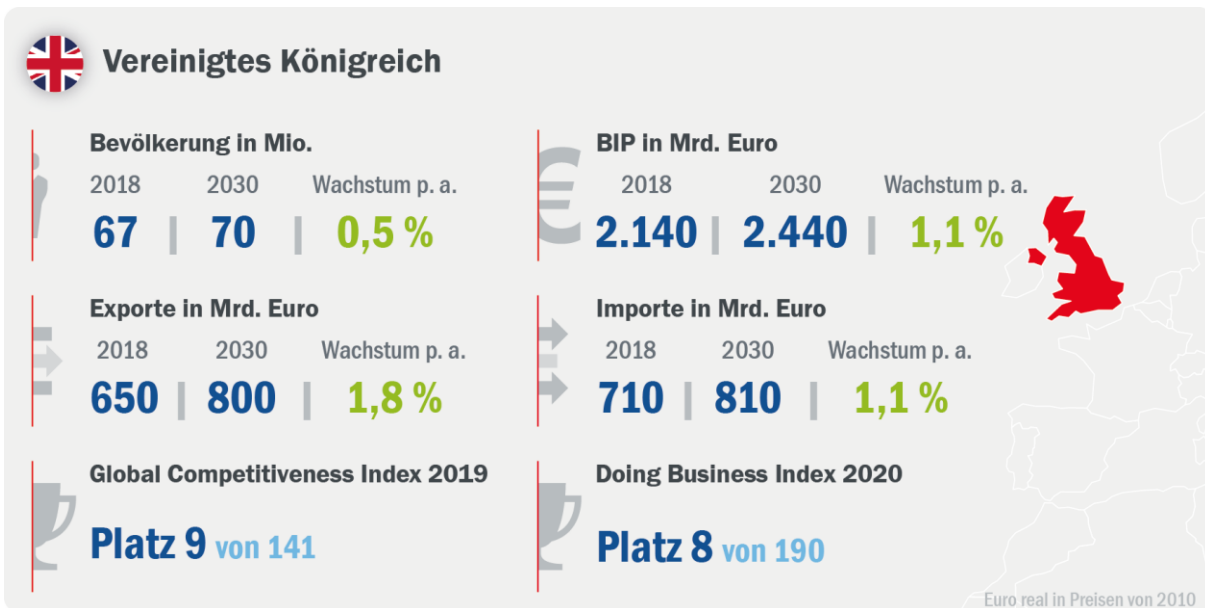 Vereinigtes Königreich
Bevölkerung in Mio.
2018 2030 Wachstum p. a.
67 | 70 | 0,5 %
BIP in Mrd. Euro
2018 2030 Wachstum p. a.
2.140 | 2.440 | 1,1 %
Exporte in Mrd. Euro
2018 2030 Wachstum p. a.
650 | 800 | 1,8 %
Importe in Mrd. Euro
2018 2030 Wachstum p. a.
710 | 810 | 1,1 %
Global Competitiveness Index 2019
Platz 9 von 141
Doing Business Index 2020
Platz 8 von 190
Euro real in Preisen von 2010